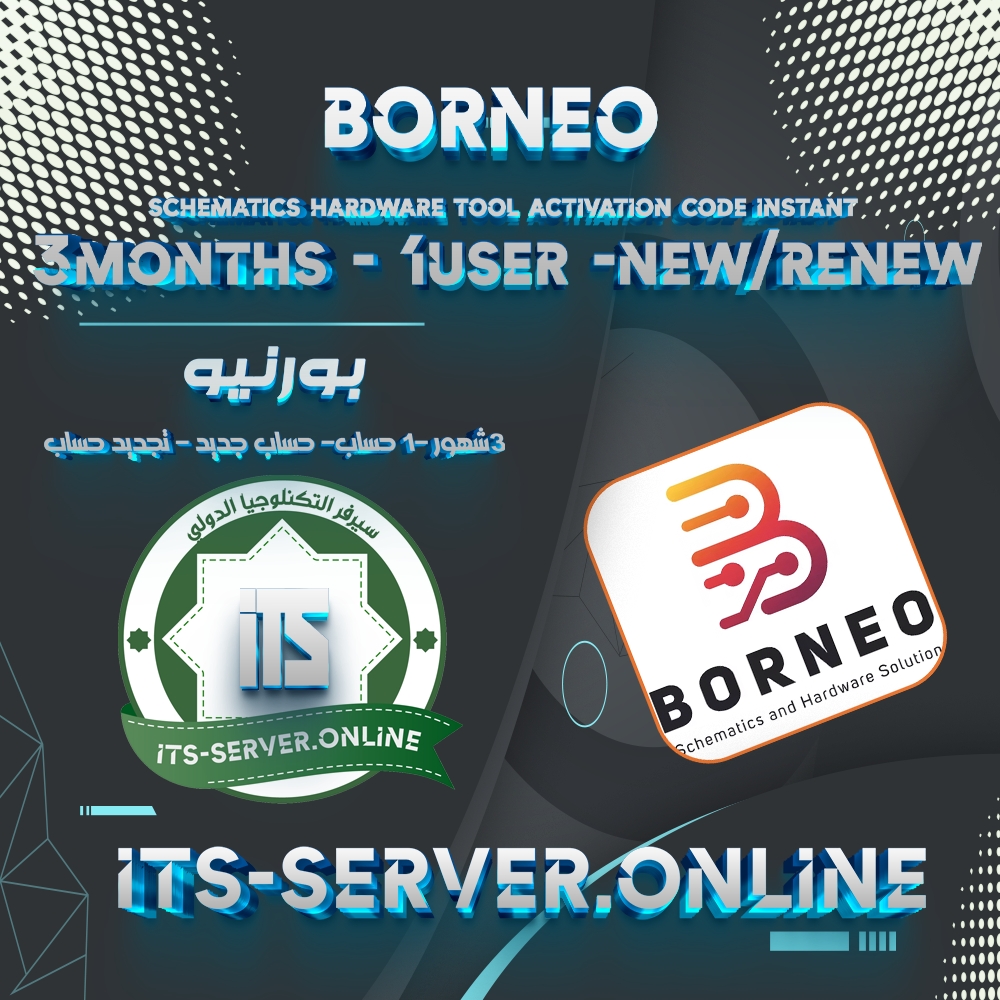 BORNEO
SCHEMATICS HARDWARE TOOL ACTIVATION CODE INSTANT
3MONTHS - 1USER -NEW/RENEW
بورنيو
3شهور -1 حساب- حساب جديد - تجديد حساب
سيرفر التكنلوجيا الدولي
iTS
iTS-SERVER.ONLiNE
BORNEO
Schematics and Hardware Solution
iTS-SERVER.ONLiNE